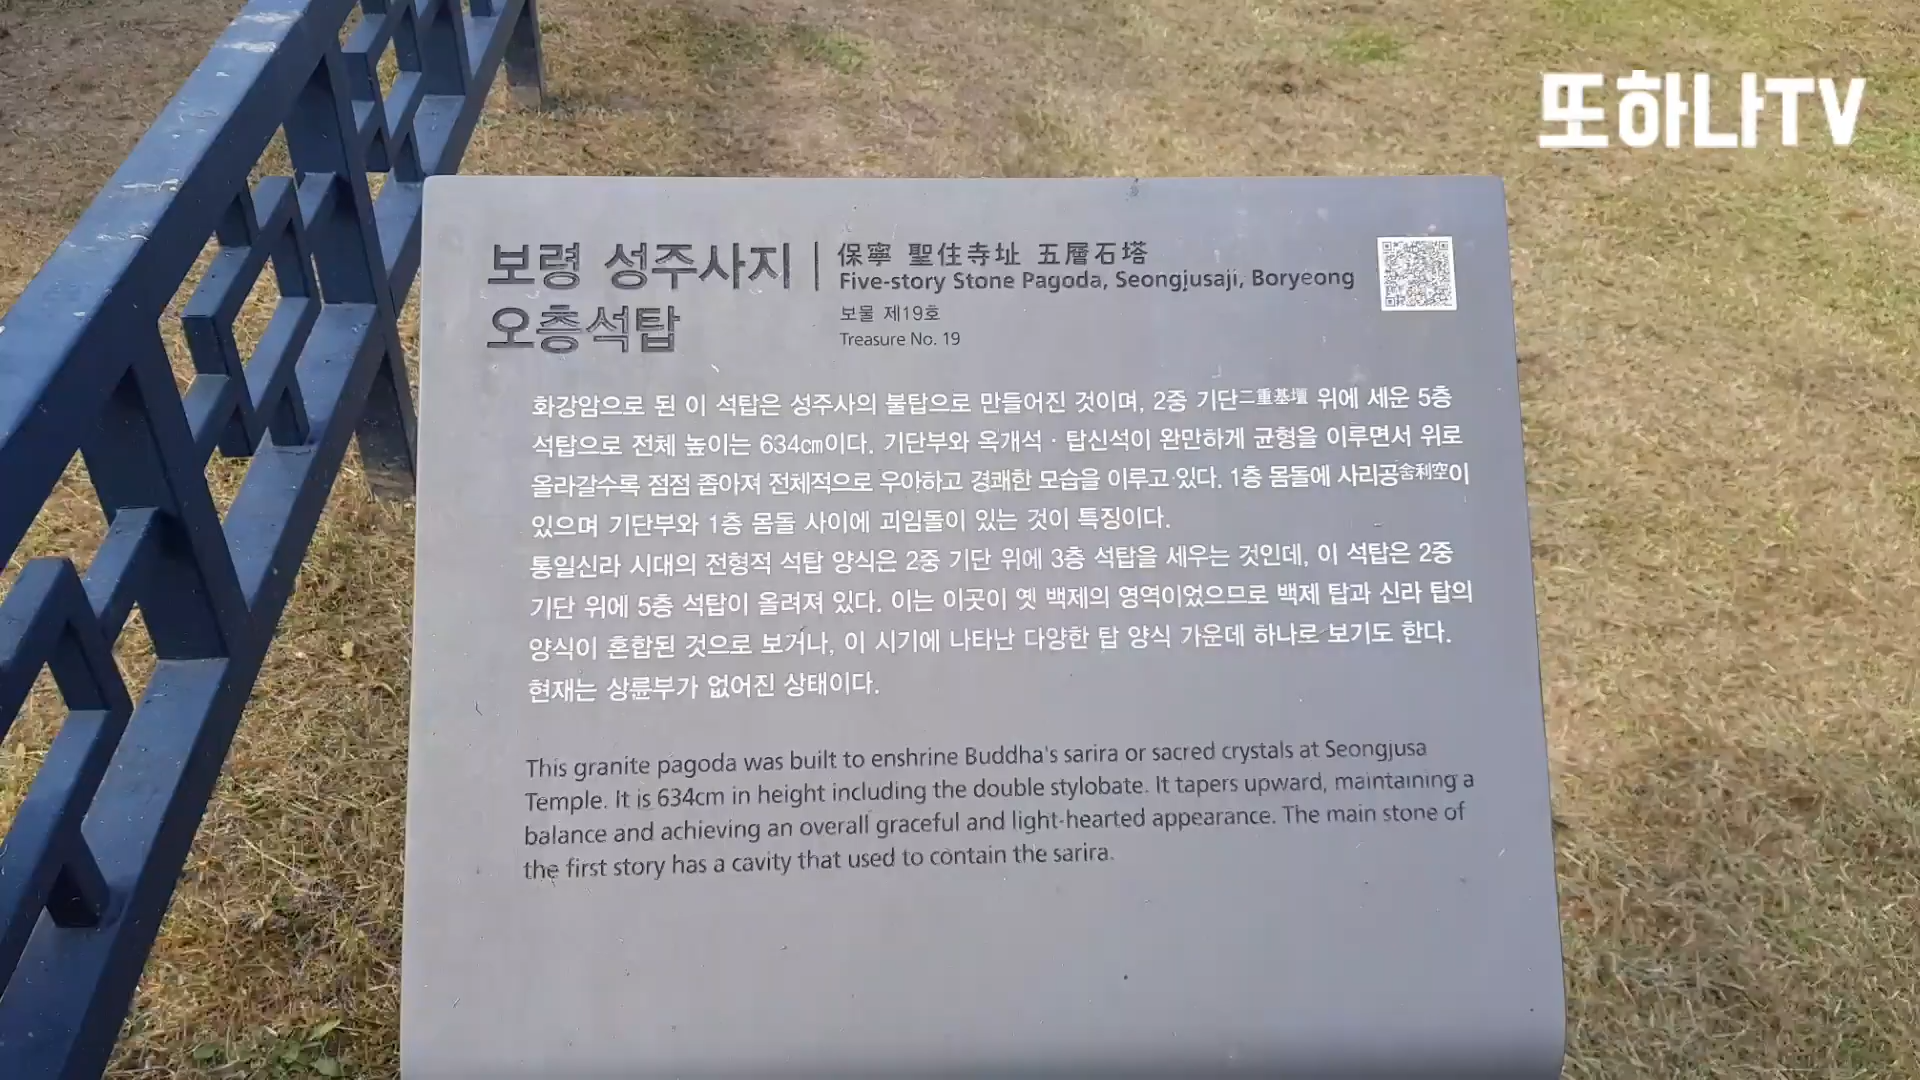 또하나TV
보령 성주사지
오층석탑
保寧 聖住寺址 五層石塔
Five-story Stone Pagoda, Seongjusaji, Boryeong
보물 제19호
Treasure No. 19
화강암으로 된 이 석탑은 성주사의 불탑으로 만들어진 것이며, 2중 기단二重基壇 위에 세운 5층
석탑으로 전체 높이는 634㎝이다. 기단부와 옥개석 · 탑신석이 완만하게 균형을 이루면서 위로
올라갈수록 점점 좁아져 전체적으로 우아하고 경쾌한 모습을 이루고 있다. 1층 몸돌에 사리공舍利空이
있으며 기단부와 1층 몸돌 사이에 괴임돌이 있는 것이 특징이다.
통일신라 시대의 전형적 석탑 양식은 2중 기단 위에 3층 석탑을 세우는 것인데, 이 석탑은 2중
기단 위에 5층 석탑이 올려져 있다. 이는 이곳이 옛 백제의 영역이었으므로 백제 탑과 신라 탑의
양식이 혼합된 것으로 보거나, 이 시기에 나타난 다양한 탑 양식 가운데 하나로 보기도 한다.
현재는 상륜부가 없어진 상태이다.
This granite pagoda was built to enshrine Buddha's sarira or sacred crystals at Seongjusa
Temple. It is 634cm in height including the double stylobate. It tapers upward, maintaining a
balance and achieving an overall graceful and light-hearted appearance. The main stone of
the first story has a cavity that used to contain the sarira.